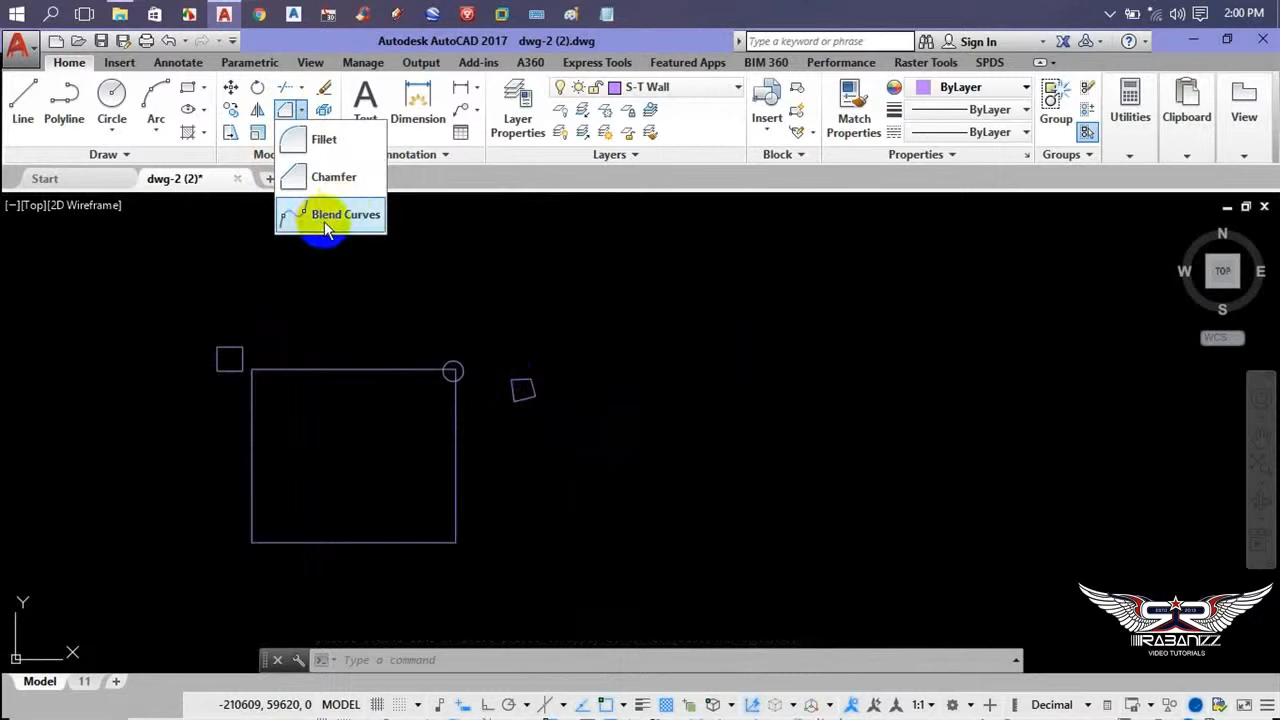 2:00 PM
Autodesk AutoCAD 2017 dwg-2 (2).dwg
Type a keyword or phrase
Sign In
Home Insert Annotate Parametric View Manage Output Add-ins A360 Express Tools Featured Apps BIM 360 Performance Raster Tools SPDS
Line Polyline Circle Arc
Text Dimension
Layer Properties
S-T Wall
Insert
Match Properties
ByLayer
ByLayer
ByLayer
Group
Utilities Clipboard View
Draw
Layers
Block
Properties
Groups
Start
dwg-2 (2)*
Fillet
Chamfer
Blend Curves
[−][Top][2D Wireframe]
N
W TOP E
S
WCS
Y
X
Type a command
RABANIZZ
VIDEO TUTORIALS
Model 11
-210609, 59620, 0 MODEL
1:1
Decimal